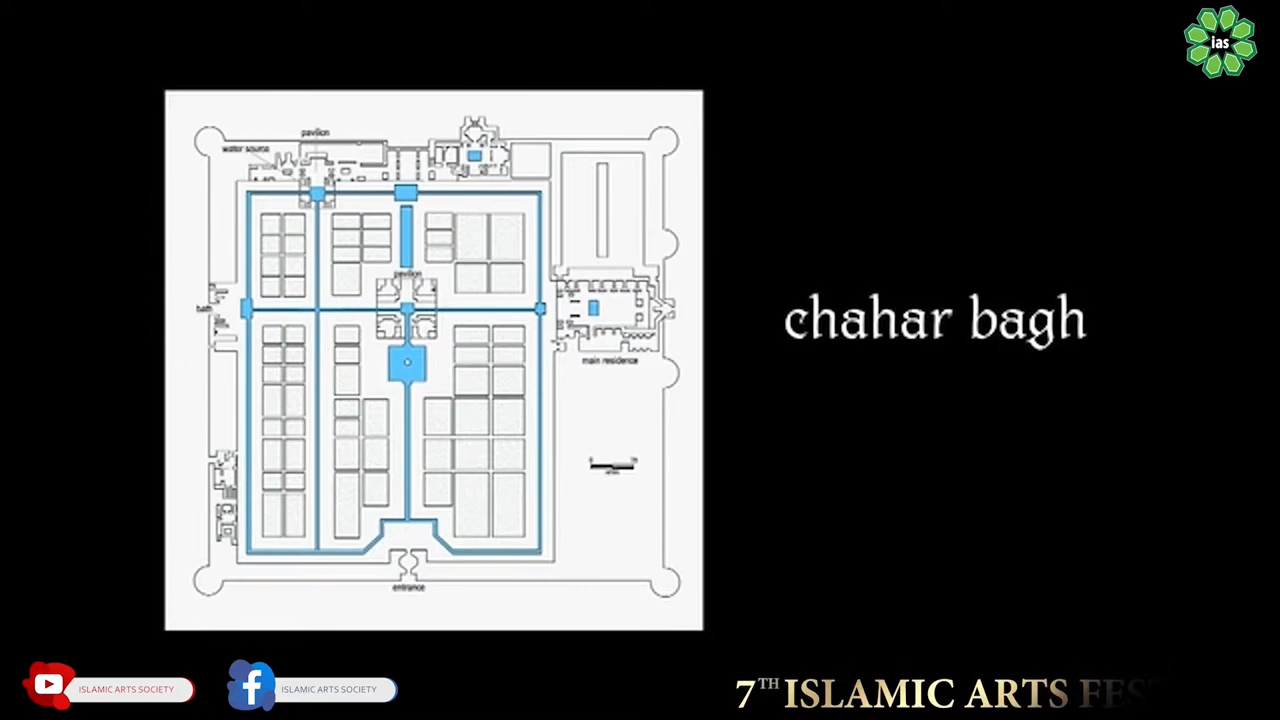 ias
pavilion
water source
pavilion
bath
chahar bagh
main residence
entrance
ISLAMIC ARTS SOCIETY
ISLAMIC ARTS SOCIETY
7TH ISLAMIC ARTS FES